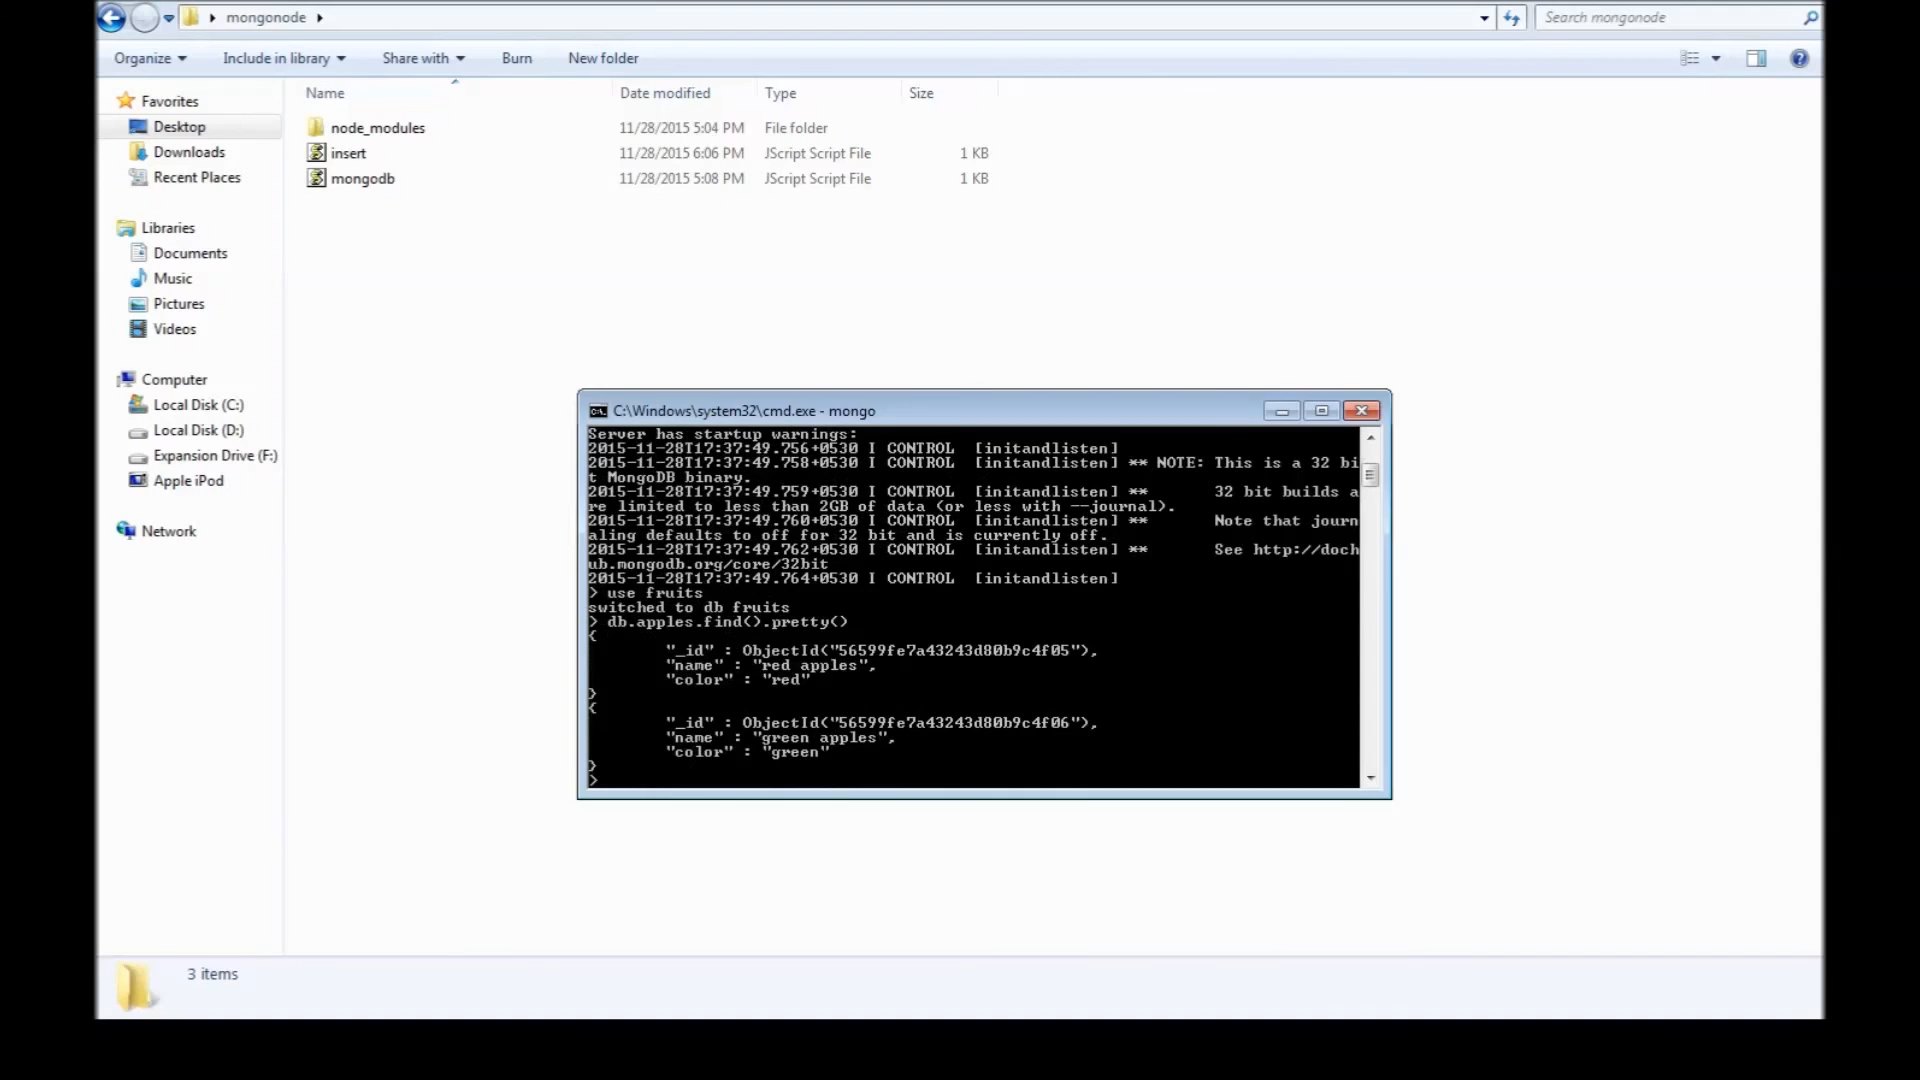 mongonode
Search mongonode
Organize
Include in library
Share with
Burn
New folder
Favorites
Desktop
Downloads
Recent Places
Libraries
Documents
Music
Pictures
Videos
Computer
Local Disk (C:)
Local Disk (D:)
Expansion Drive (F:)
Apple iPod
Network
Name Date modified Type Size
node_modules 11/28/2015 5:04 PM File folder
insert 11/28/2015 6:06 PM JScript Script File 1 KB
mongodb 11/28/2015 5:08 PM JScript Script File 1 KB
C:\Windows\system32\cmd.exe - mongo
Server has startup warnings:
2015-11-28T17:37:49.756+0530 I CONTROL [initandlisten]
2015-11-28T17:37:49.758+0530 I CONTROL [initandlisten] ** NOTE: This is a 32 bi
t MongoDB binary.
2015-11-28T17:37:49.759+0530 I CONTROL [initandlisten] ** 32 bit builds a
re limited to less than 2GB of data (or less with --journal).
2015-11-28T17:37:49.760+0530 I CONTROL [initandlisten] ** Note that journ
aling defaults to off for 32 bit and is currently off.
2015-11-28T17:37:49.762+0530 I CONTROL [initandlisten] ** See http://doch
ub.mongodb.org/core/32bit
2015-11-28T17:37:49.764+0530 I CONTROL [initandlisten]
> use fruits
switched to db fruits
> db.apples.find().pretty()
{
"_id" : ObjectId("56599fe7a43243d80b9c4f05"),
"name" : "red apples",
"color" : "red"
}
{
"_id" : ObjectId("56599fe7a43243d80b9c4f06"),
"name" : "green apples",
"color" : "green"
}
>
3 items